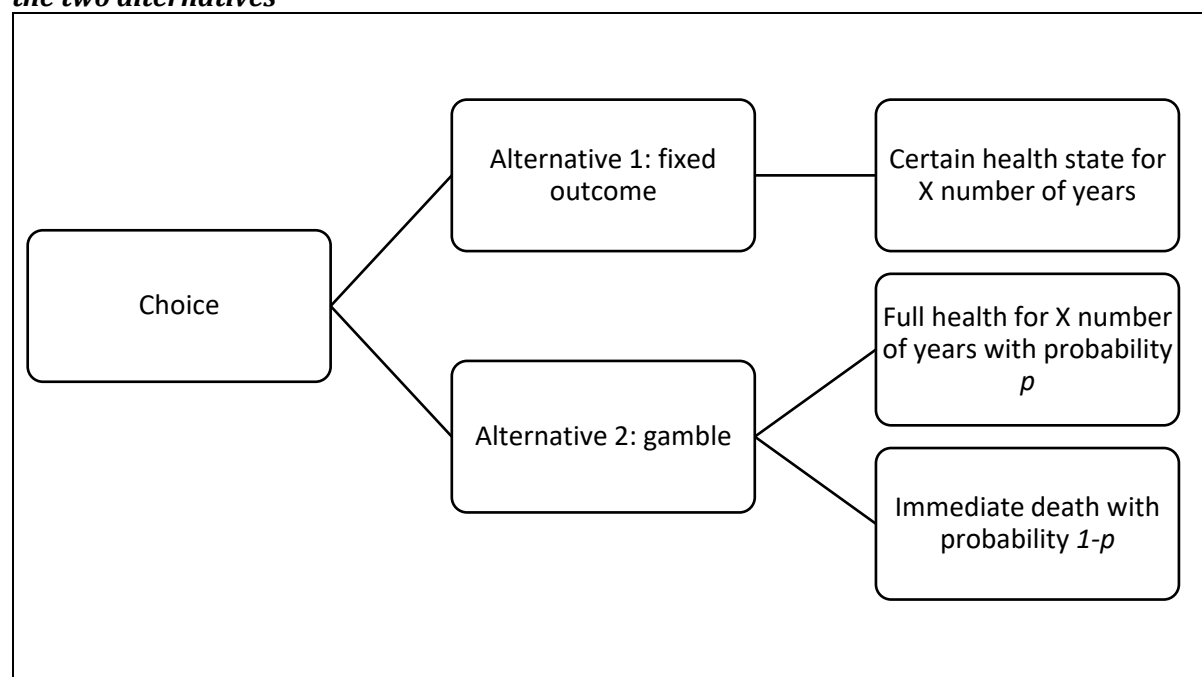 the two alternatives
Alternative 1: fixed
outcome
Certain health state for
X number of years
Choice
Full health for X number
of years with probability
p
Alternative 2: gamble
Immediate death with
probability 1-p